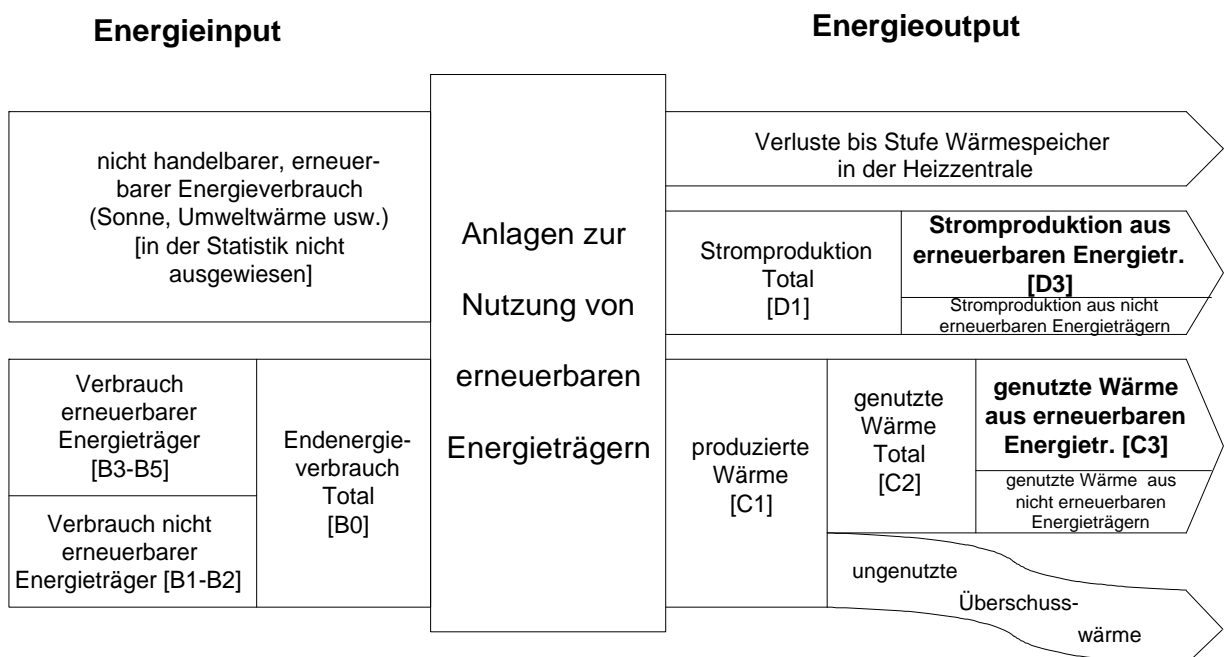 Energieinput
Energieoutput
nicht handelbarer, erneuer-
barer Energieverbrauch
(Sonne, Umweltwärme usw.)
[in der Statistik nicht
ausgewiesen]
Verbrauch
erneuerbarer
Energieträger
[B3-B5]
Verbrauch nicht
erneuerbarer
Energieträger [B1-B2]
Endenergie-
verbrauch
Total
[B0]
Anlagen zur
Nutzung von
erneuerbaren
Energieträgern
Verluste bis Stufe Wärmespeicher
in der Heizzentrale
Stromproduktion
Total
[D1]
Stromproduktion aus
erneuerbaren Energietr.
[D3]
Stromproduktion aus nicht
erneuerbaren Energieträgern
produzierte
Wärme
[C1]
genutzte
Wärme
Total
[C2]
genutzte Wärme
aus erneuerbaren
Energietr. [C3]
genutzte Wärme aus
nicht erneuerbaren
Energieträgern
ungenutzte
Überschuss-
wärme